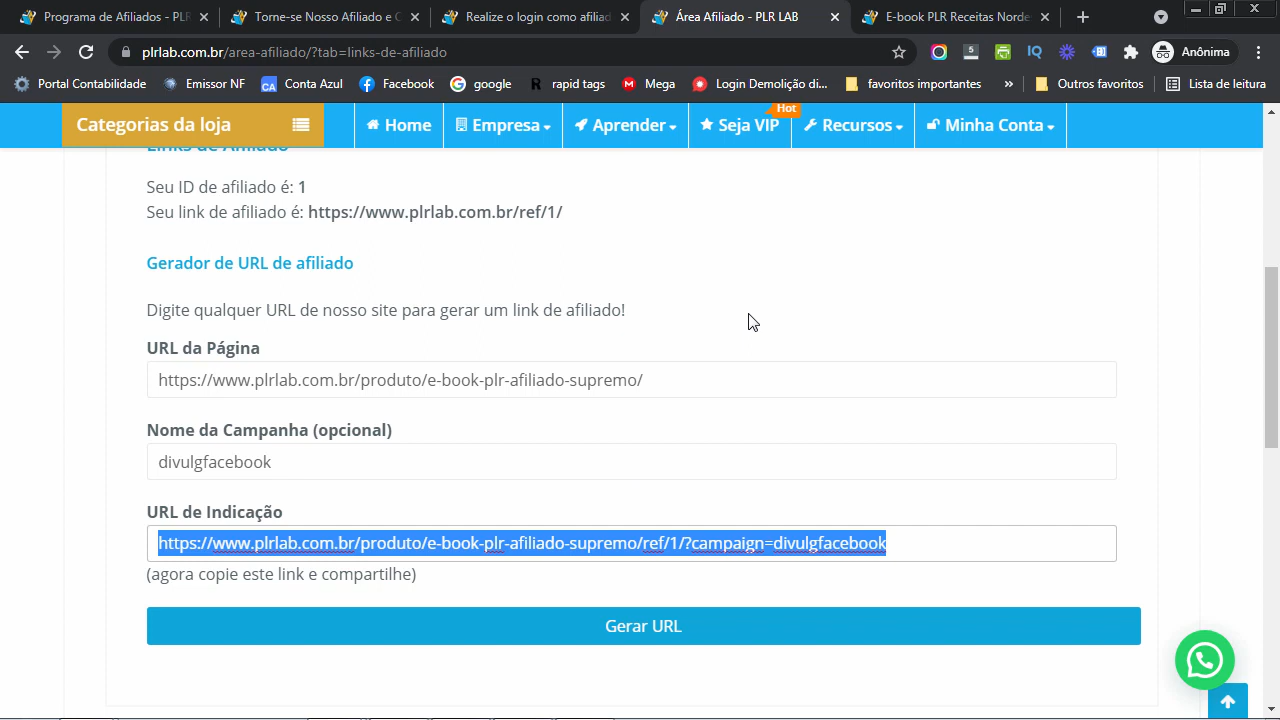 Programa de Afiliados - PLR
Torne-se Nosso Afiliado e C
Realize o login como afiliad
Área Afiliado - PLR LAB
E-book PLR Receitas Norde
plrlab.com.br/area-afiliado/?tab=links-de-afiliado
5
IQ
Anônima
Portal Contabilidade
Emissor NF
CA
Conta Azul
Facebook
google
R
rapid tags
M
Mega
Login Demolição di...
favoritos importantes
»
Outros favoritos
Lista de leitura
Categorias da loja
Home
Empresa
Aprender
Seja VIP
Hot
Recursos
Minha Conta
Links de Afiliado
Seu ID de afiliado é: 1
Seu link de afiliado é: https://www.plrlab.com.br/ref/1/
Gerador de URL de afiliado
Digite qualquer URL de nosso site para gerar um link de afiliado!
URL da Página
https://www.plrlab.com.br/produto/e-book-plr-afiliado-supremo/
Nome da Campanha (opcional)
divulgfacebook
URL de Indicação
https://www.plrlab.com.br/produto/e-book-plr-afiliado-supremo/ref/1/?campaign=divulgfacebook
(agora copie este link e compartilhe)
Gerar URL